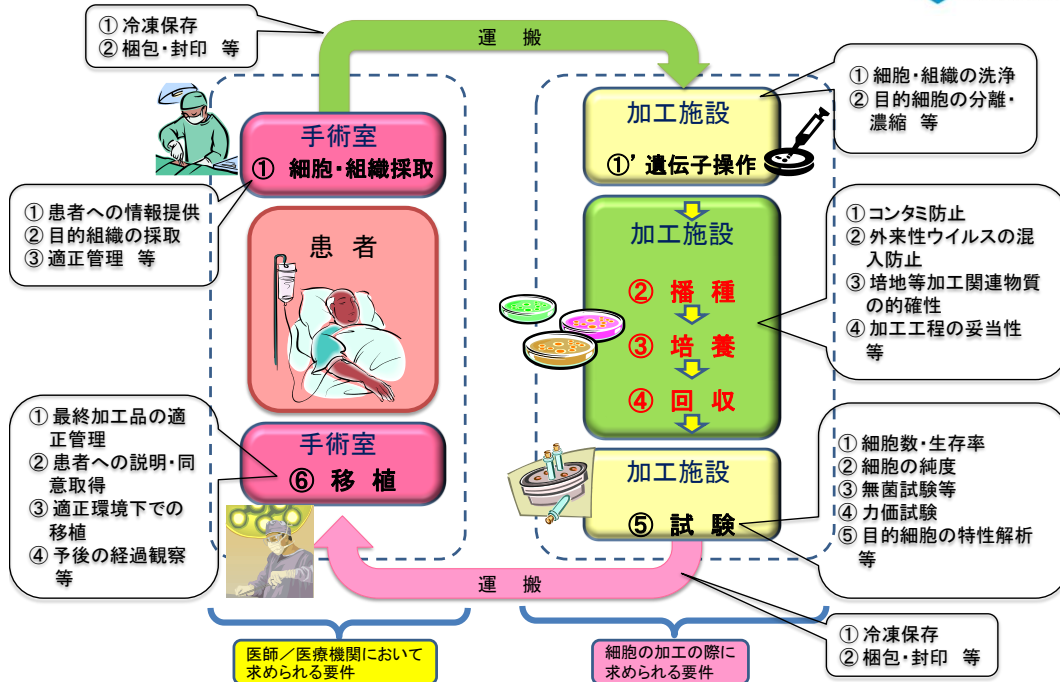 ① 冷凍保存
② 梱包・封印 等
運 搬
手術室
① 細胞・組織採取
① 患者への情報提供
② 目的組織の採取
③ 適正管理 等
患 者
手術室
⑥ 移 植
① 最終加工品の適
正管理
② 患者への説明・同
意取得
③ 適正環境下での
移植
④ 予後の経過観察
等
加工施設
①’ 遺伝子操作
① 細胞・組織の洗浄
② 目的細胞の分離・
濃縮 等
加工施設
② 播 種
③ 培 養
④ 回 収
① コンタミ防止
② 外来性ウイルスの混
入防止
③ 培地等加工関連物質
の的確性
④ 加工工程の妥当性
等
加工施設
⑤ 試 験
① 細胞数・生存率
② 細胞の純度
③ 無菌試験等
④ 力価試験
⑤ 目的細胞の特性解析
等
運 搬
① 冷凍保存
② 梱包・封印 等
医師／医療機関において
求められる要件
細胞の加工の際に
求められる要件